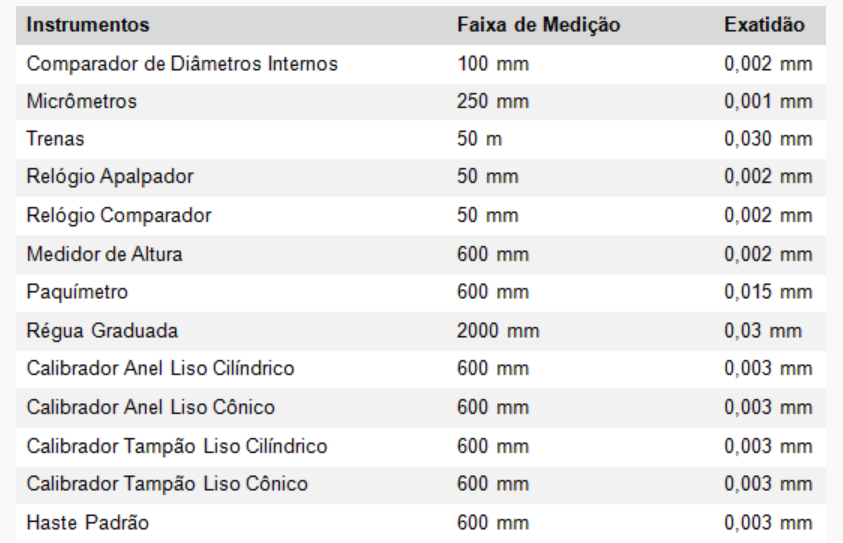 Instrumentos Faixa de Medição Exatidão
Comparador de Diâmetros Internos 100 mm 0,002 mm
Micrômetros 250 mm 0,001 mm
Trenas 50 m 0,030 mm
Relógio Apalpador 50 mm 0,002 mm
Relógio Comparador 50 mm 0,002 mm
Medidor de Altura 600 mm 0,002 mm
Paquímetro 600 mm 0,015 mm
Régua Graduada 2000 mm 0,03 mm
Calibrador Anel Liso Cilíndrico 600 mm 0,003 mm
Calibrador Anel Liso Cônico 600 mm 0,003 mm
Calibrador Tampão Liso Cilíndrico 600 mm 0,003 mm
Calibrador Tampão Liso Cônico 600 mm 0,003 mm
Haste Padrão 600 mm 0,003 mm